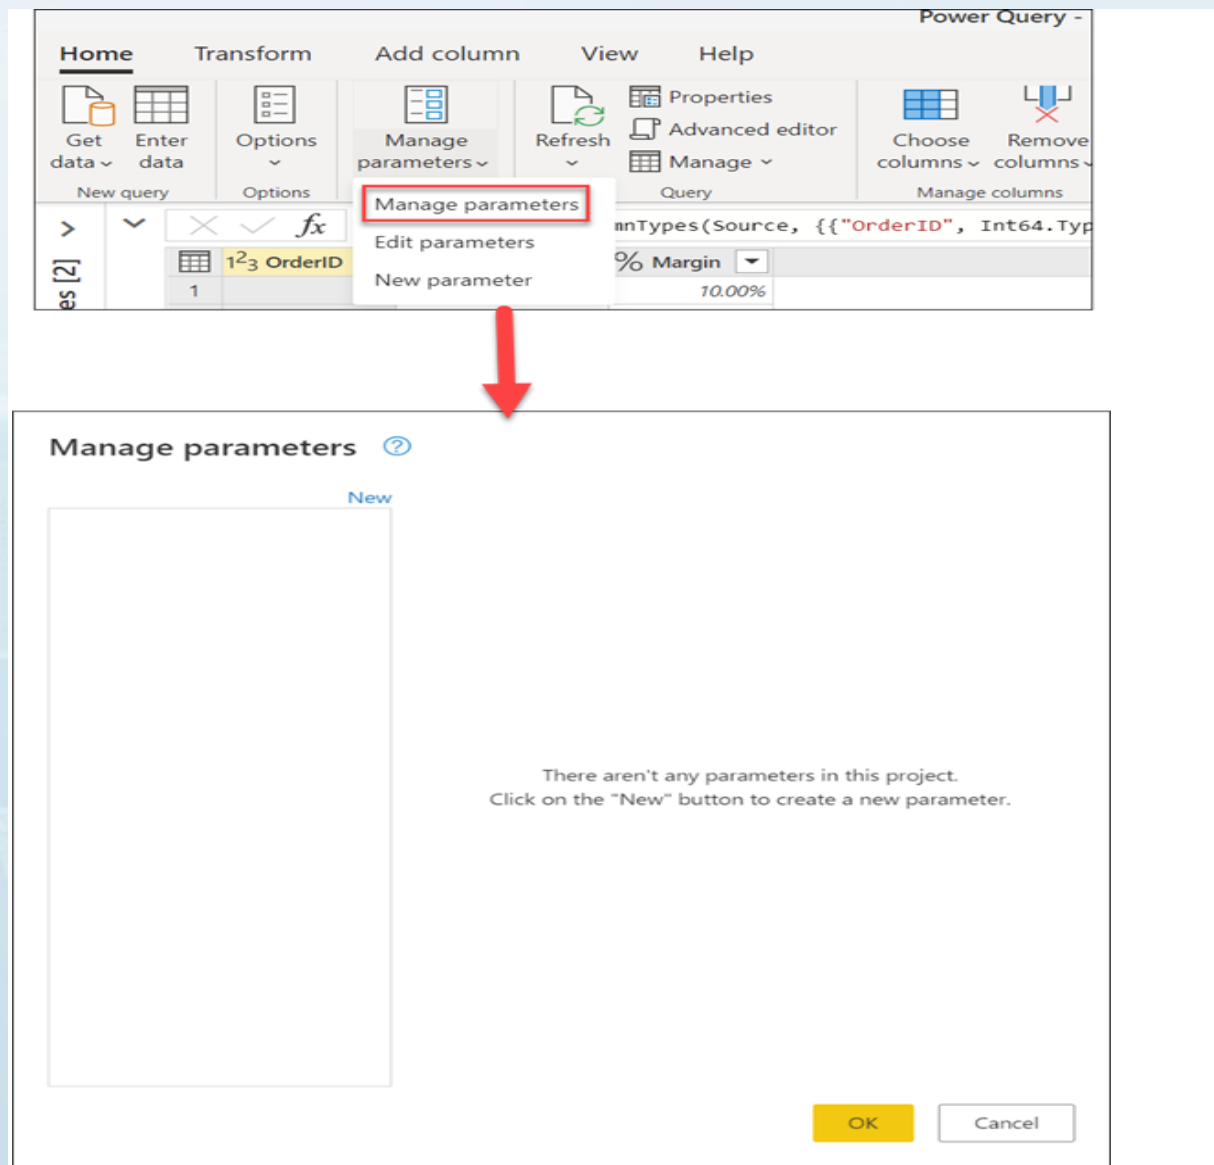 Power Query -
Home Transform Add column View Help
Get data Enter data Options Manage parameters Refresh Properties Advanced editor Manage Choose columns Remove columns
New query Options Query Manage columns
Manage parameters
Edit parameters
New parameter
fx mnTypes(Source, {{"OrderID", Int64.Typ
es [2]
1²3 OrderID % Margin
1 10.00%
Manage parameters ?
New
There aren't any parameters in this project.
Click on the "New" button to create a new parameter.
OK Cancel